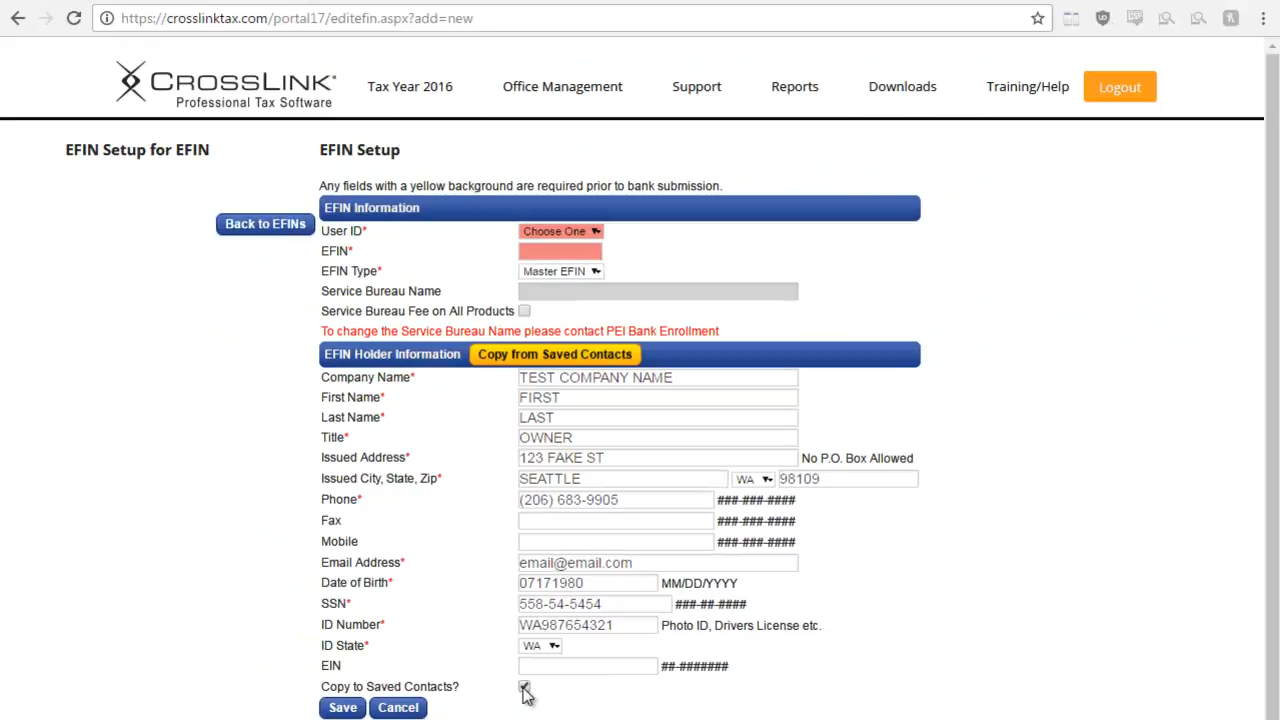 https://crosslinktax.com/portal17/editefin.aspx?add=new
CROSSLINK®
Professional Tax Software
Tax Year 2016
Office Management
Support
Reports
Downloads
Training/Help
Logout
EFIN Setup for EFIN
Back to EFINs
EFIN Setup
Any fields with a yellow background are required prior to bank submission.
EFIN Information
User ID* Choose One
EFIN*
EFIN Type* Master EFIN
Service Bureau Name
Service Bureau Fee on All Products
To change the Service Bureau Name please contact PEI Bank Enrollment
EFIN Holder Information Copy from Saved Contacts
Company Name* TEST COMPANY NAME
First Name* FIRST
Last Name* LAST
Title* OWNER
Issued Address* 123 FAKE ST No P.O. Box Allowed
Issued City, State, Zip* SEATTLE WA 98109
Phone* (206) 683-9905 ###-###-####
Fax ###-###-####
Mobile ###-###-####
Email Address* email@email.com
Date of Birth* 07171980 MM/DD/YYYY
SSN* 558-54-5454 ###-##-####
ID Number* WA987654321 Photo ID, Drivers License etc.
ID State* WA
EIN ##-#######
Copy to Saved Contacts?
Save Cancel